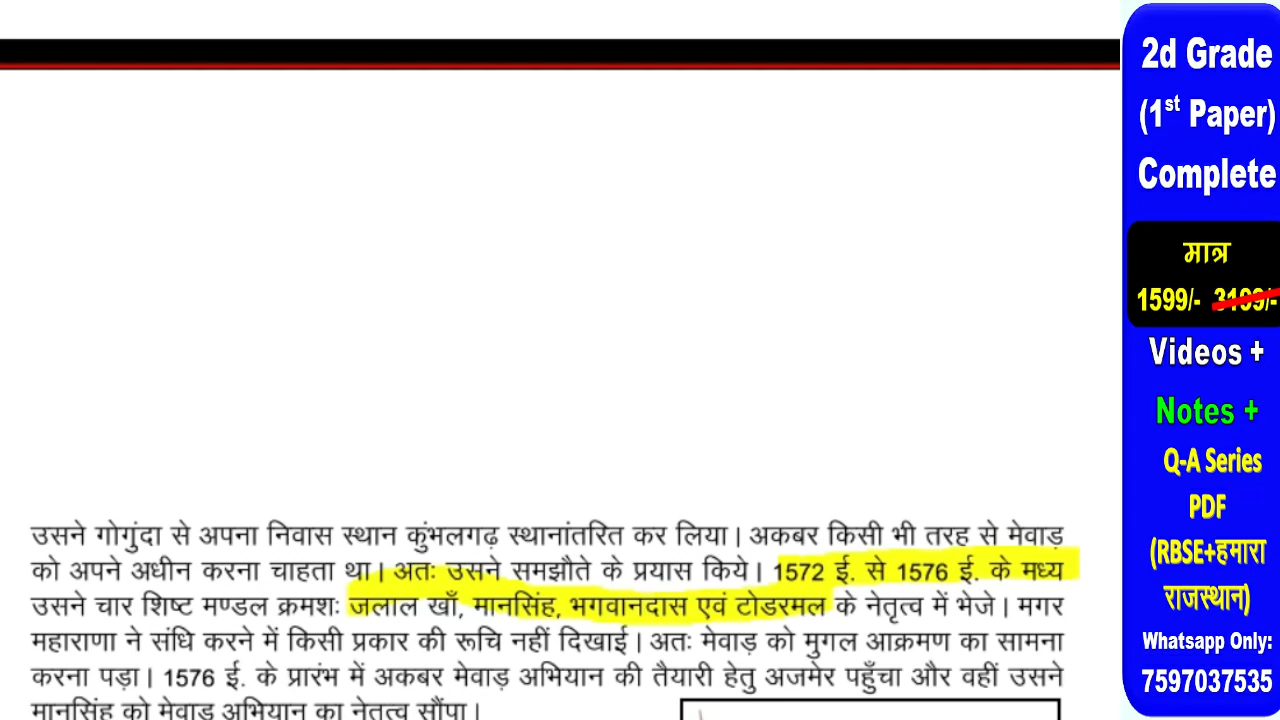 उसने गोगुंदा से अपना निवास स्थान कुंभलगढ़ स्थानांतरित कर लिया। अकबर किसी भी तरह से मेवाड़
को अपने अधीन करना चाहता था। अतः उसने समझौते के प्रयास किये। 1572 ई. से 1576 ई. के मध्य
उसने चार शिष्ट मण्डल क्रमशः जलाल खाँ, मानसिंह, भगवानदास एवं टोडरमल के नेतृत्व में भेजे। मगर
महाराणा ने संधि करने में किसी प्रकार की रूचि नहीं दिखाई। अतः मेवाड़ को मुगल आक्रमण का सामना
करना पड़ा। 1576 ई. के प्रारंभ में अकबर मेवाड़ अभियान की तैयारी हेतु अजमेर पहुँचा और वहीं उसने
मानसिंह को मेवाड़ अभियान का नेतृत्व सौंपा।
2d Grade
(1st Paper)
Complete
मात्र
1599/- 3199/-
Videos +
Notes +
Q-A Series
PDF
(RBSE+हमारा
राजस्थान)
Whatsapp Only:
7597037535